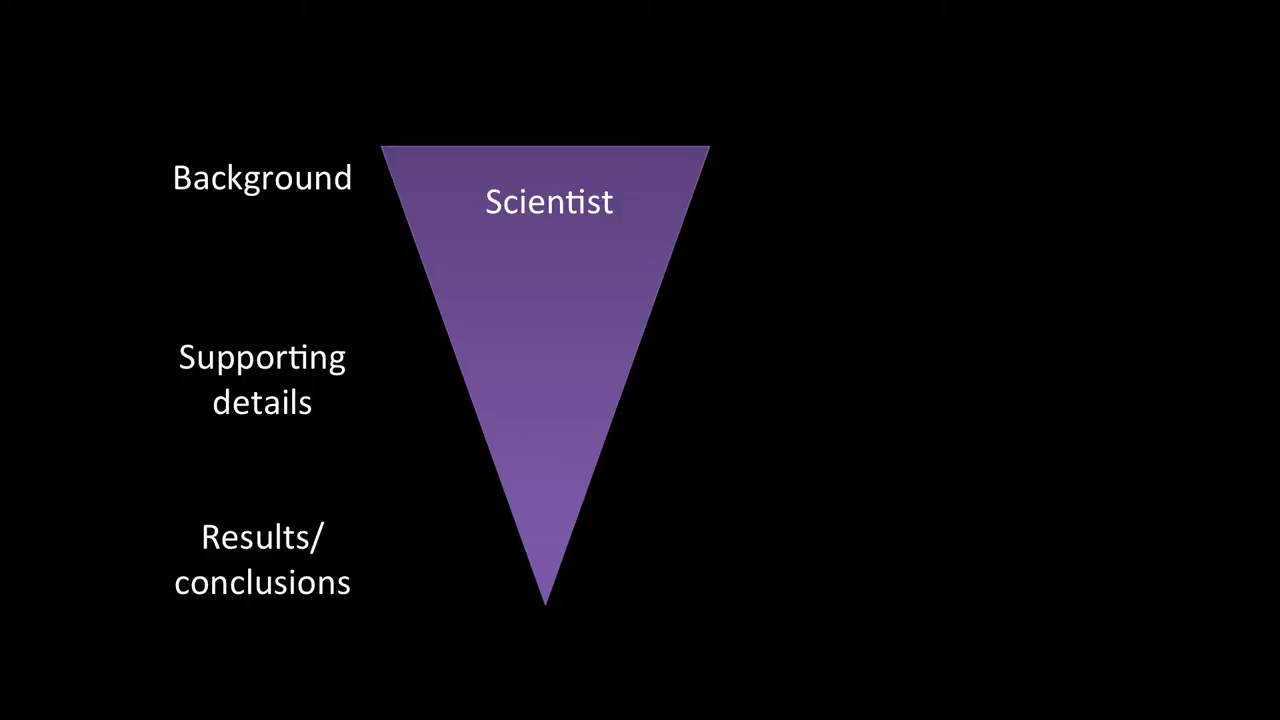 Background
Scientist
Supporting
details
Results/
conclusions